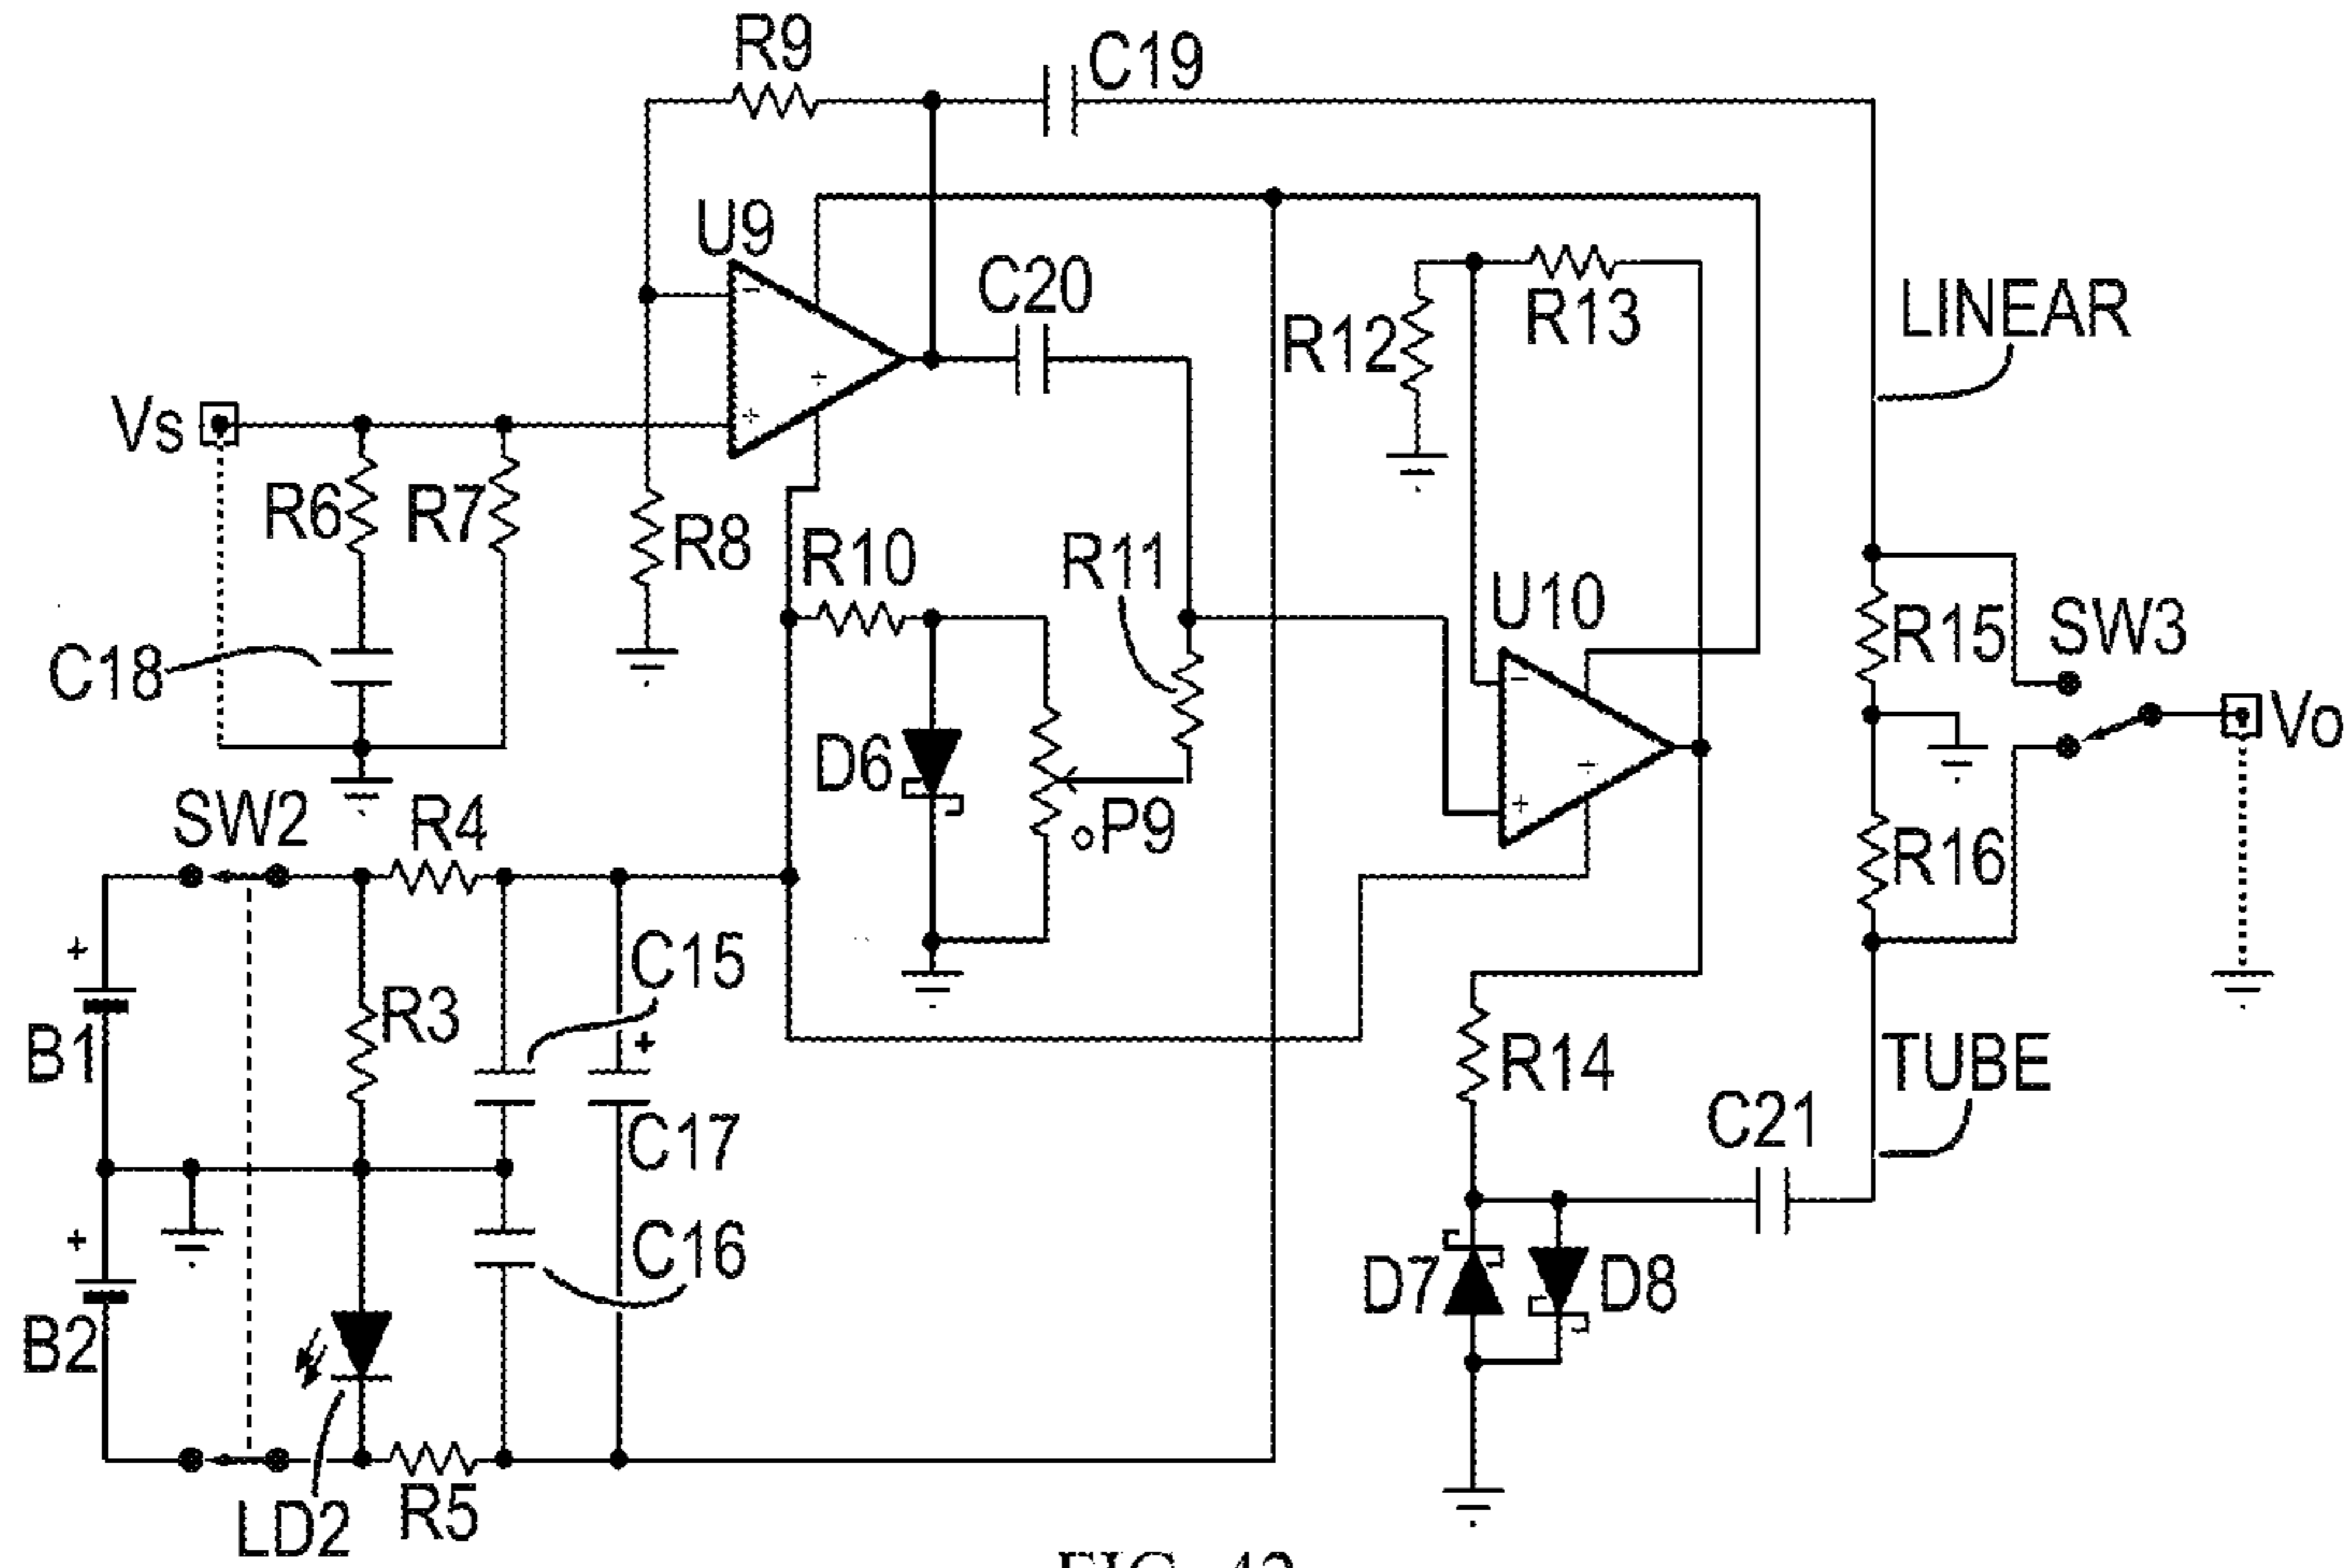 R9
C19
U9
C20
R12
R13
LINEAR
Vs
R6
R7
R8
R10
R11
U10
R15
SW3
C18
D6
Vo
SW2
R4
P9
R16
C15
B1
R3
R14
TUBE
C17
C21
C16
B2
D7
D8
LD2
R5